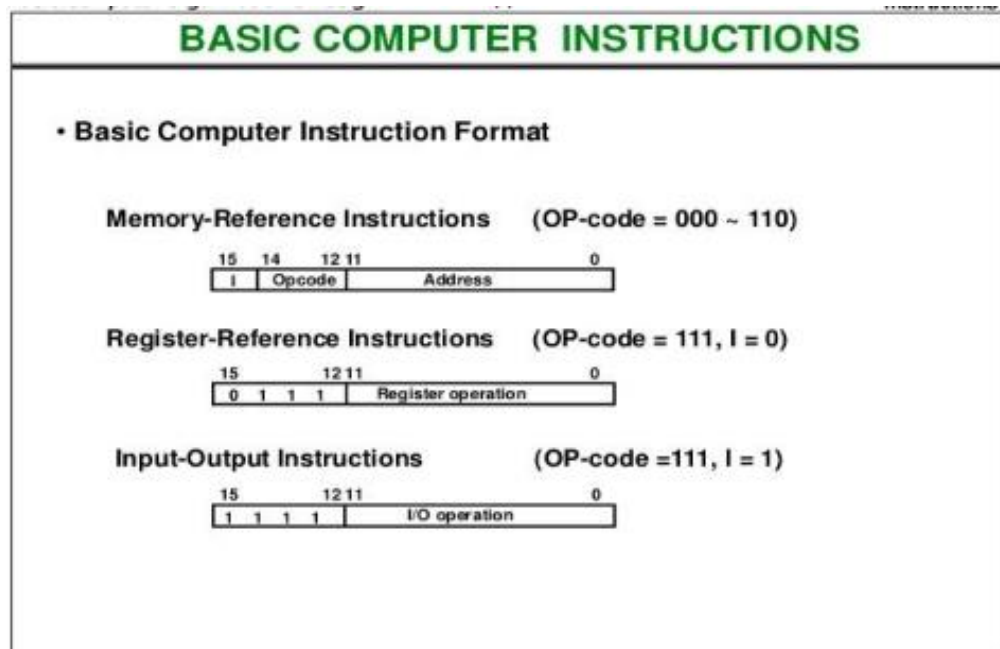 BASIC COMPUTER INSTRUCTIONS
• Basic Computer Instruction Format
Memory-Reference Instructions (OP-code = 000 ~ 110)
15 14 12 11 0
I Opcode Address
Register-Reference Instructions (OP-code = 111, I = 0)
15 12 11 0
0 1 1 1 Register operation
Input-Output Instructions (OP-code =111, I = 1)
15 12 11 0
1 1 1 1 I/O operation